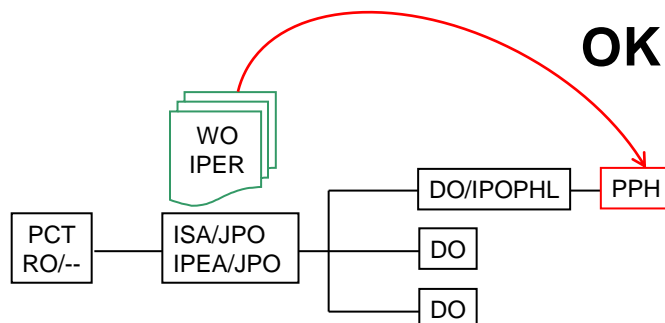 OK
WO
IPER
DO/IPOPHL
PPH
PCT
RO/--
ISA/JPO
IPEA/JPO
DO
DO